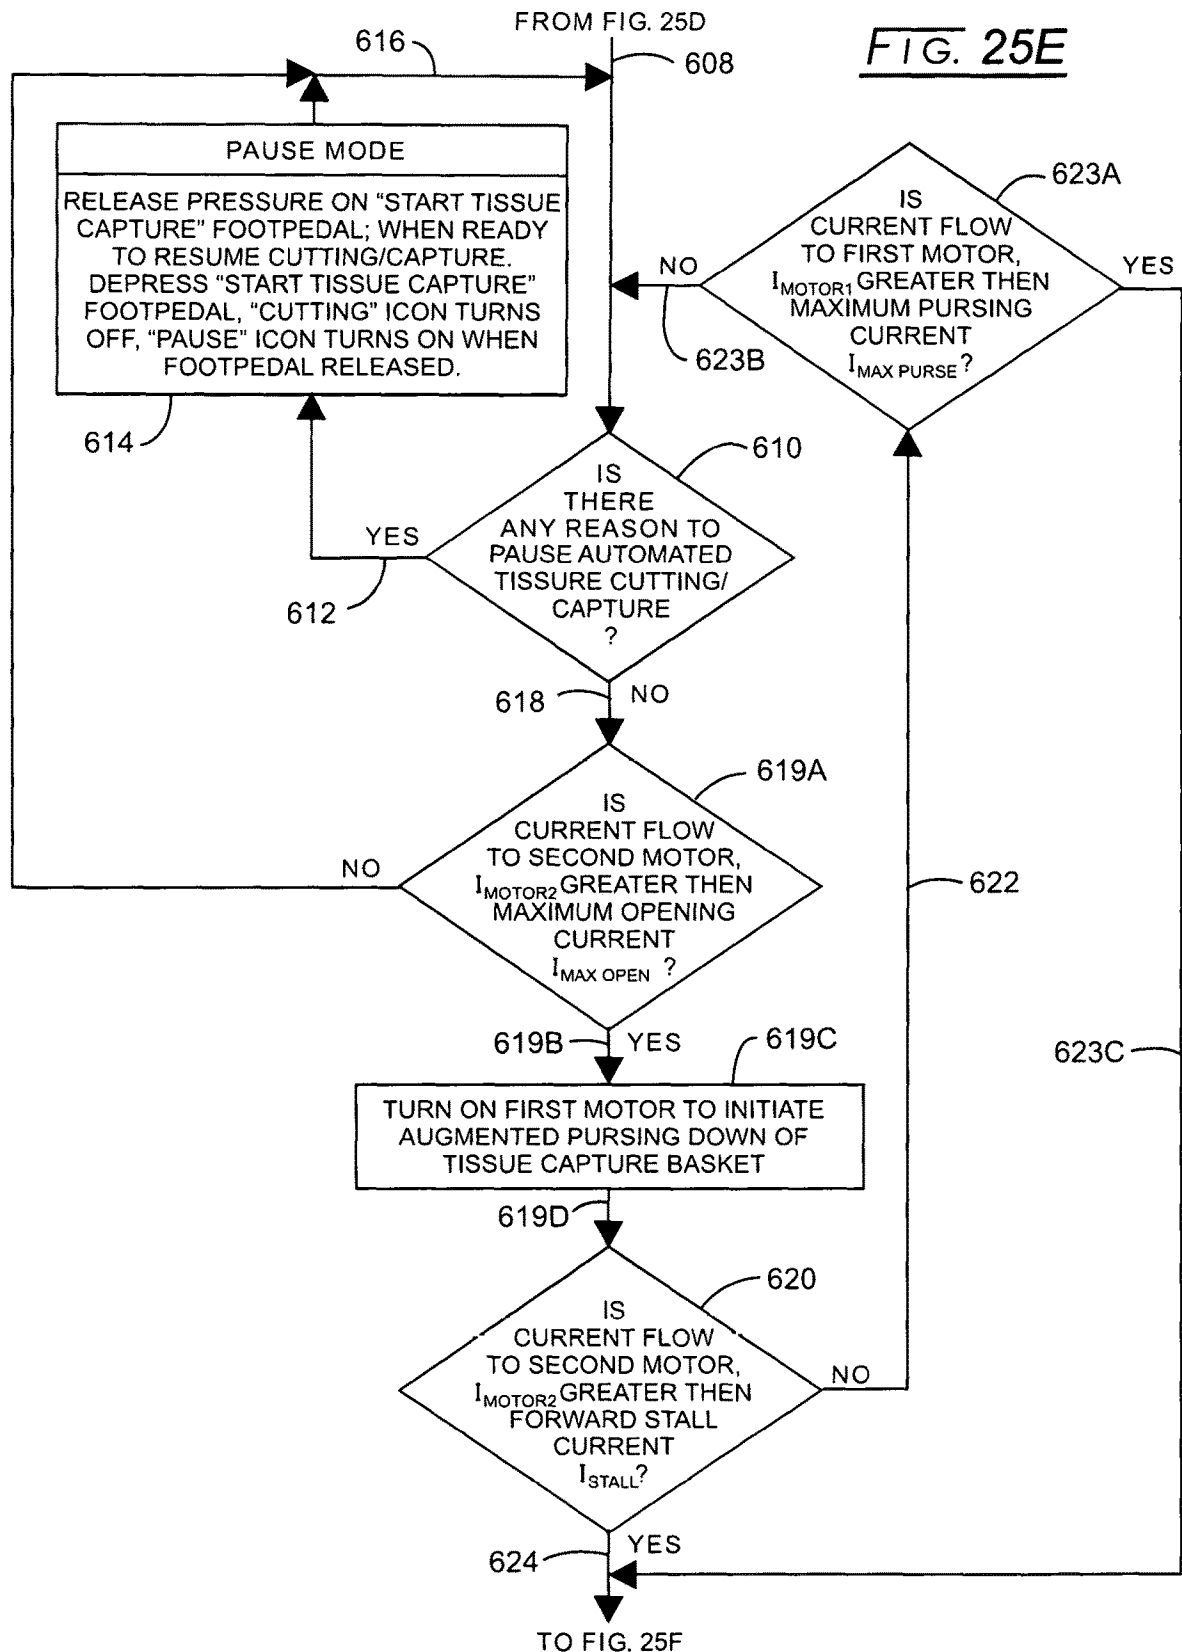 FROM FIG. 25D
FIG. 25E
616
608
PAUSE MODE
RELEASE PRESSURE ON “START TISSUE
CAPTURE” FOOTPEDAL; WHEN READY
TO RESUME CUTTING/CAPTURE.
DEPRESS “START TISSUE CAPTURE”
FOOTPEDAL, “CUTTING” ICON TURNS
OFF, “PAUSE” ICON TURNS ON WHEN
FOOTPEDAL RELEASED.
614
623A
IS
CURRENT FLOW
TO FIRST MOTOR,
I MOTOR1 GREATER THEN
MAXIMUM PURSING
CURRENT
I MAX PURSE ?
NO
YES
623B
610
IS
THERE
ANY REASON TO
PAUSE AUTOMATED
TISSURE CUTTING/
CAPTURE
?
YES
612
618
NO
619A
IS
CURRENT FLOW
TO SECOND MOTOR,
I MOTOR2 GREATER THEN
MAXIMUM OPENING
CURRENT
I MAX OPEN ?
NO
622
619B
YES
619C
623C
TURN ON FIRST MOTOR TO INITIATE
AUGMENTED PURSING DOWN OF
TISSUE CAPTURE BASKET
619D
620
IS
CURRENT FLOW
TO SECOND MOTOR,
I MOTOR2 GREATER THEN
FORWARD STALL
CURRENT
I STALL?
NO
624
YES
TO FIG. 25F